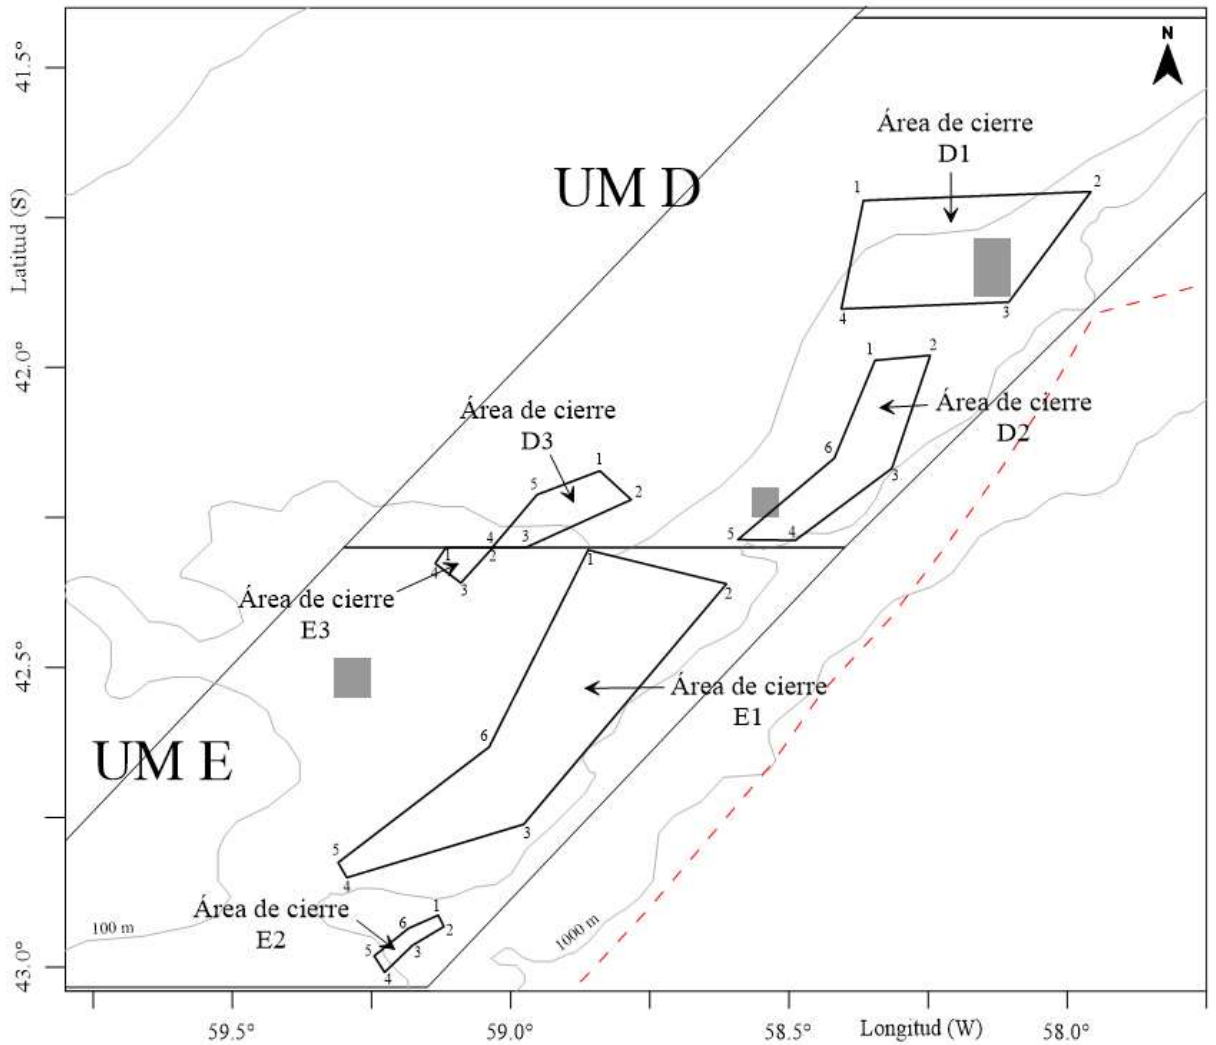 N
41.5°
Área de cierre
D1
UM D
1
2
Latitud (S)
4
3
42.0°
1
2
Área de cierre
D2
Área de cierre
D3
6
1
3
5
2
4
3
5
4
1
2
1
4
3
2
Área de cierre
E3
42.5°
Área de cierre
E1
6
UM E
3
5
4
Área de cierre
E2
1
6
2
100 m
1000 m
5
3
4
43.0°
59.5°
59.0°
58.5°
Longitud (W)
58.0°